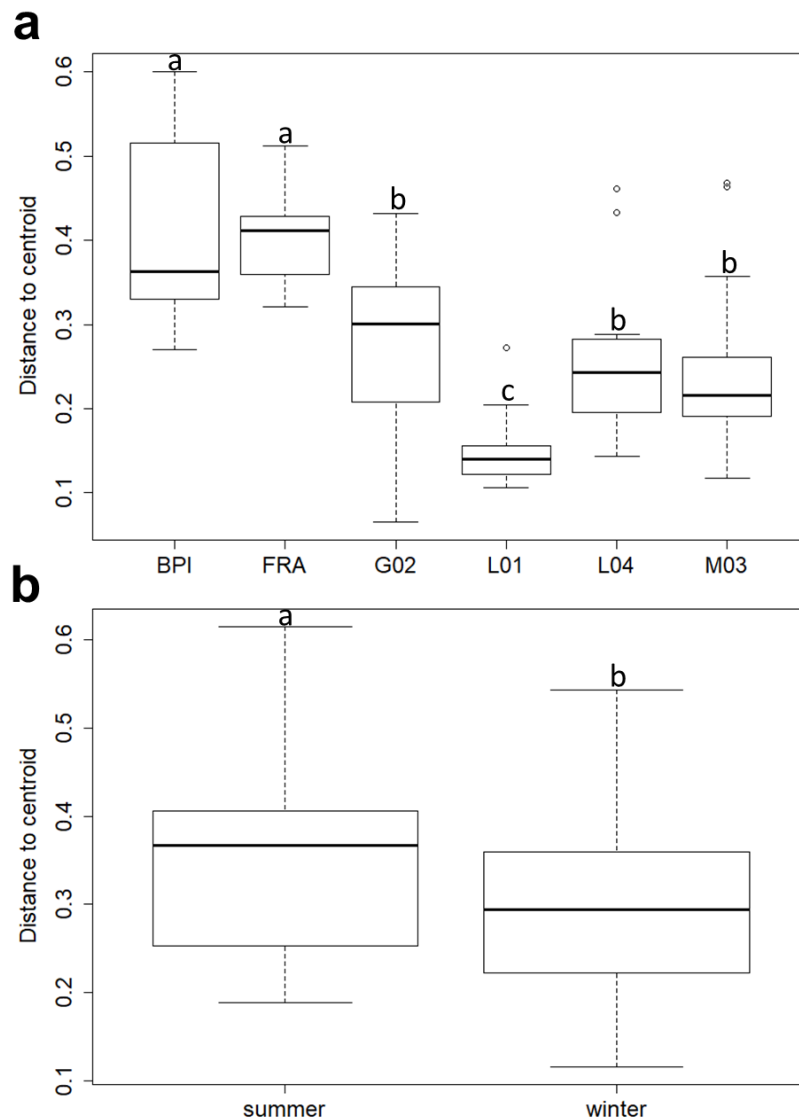 a
0.6
0.5
0.4
0.3
0.2
0.1
Distance to centroid
a
a
b
c
b
b
BPI FRA G02 L01 L04 M03
b
0.6
0.5
0.4
0.3
0.2
0.1
Distance to centroid
a
b
summer winter